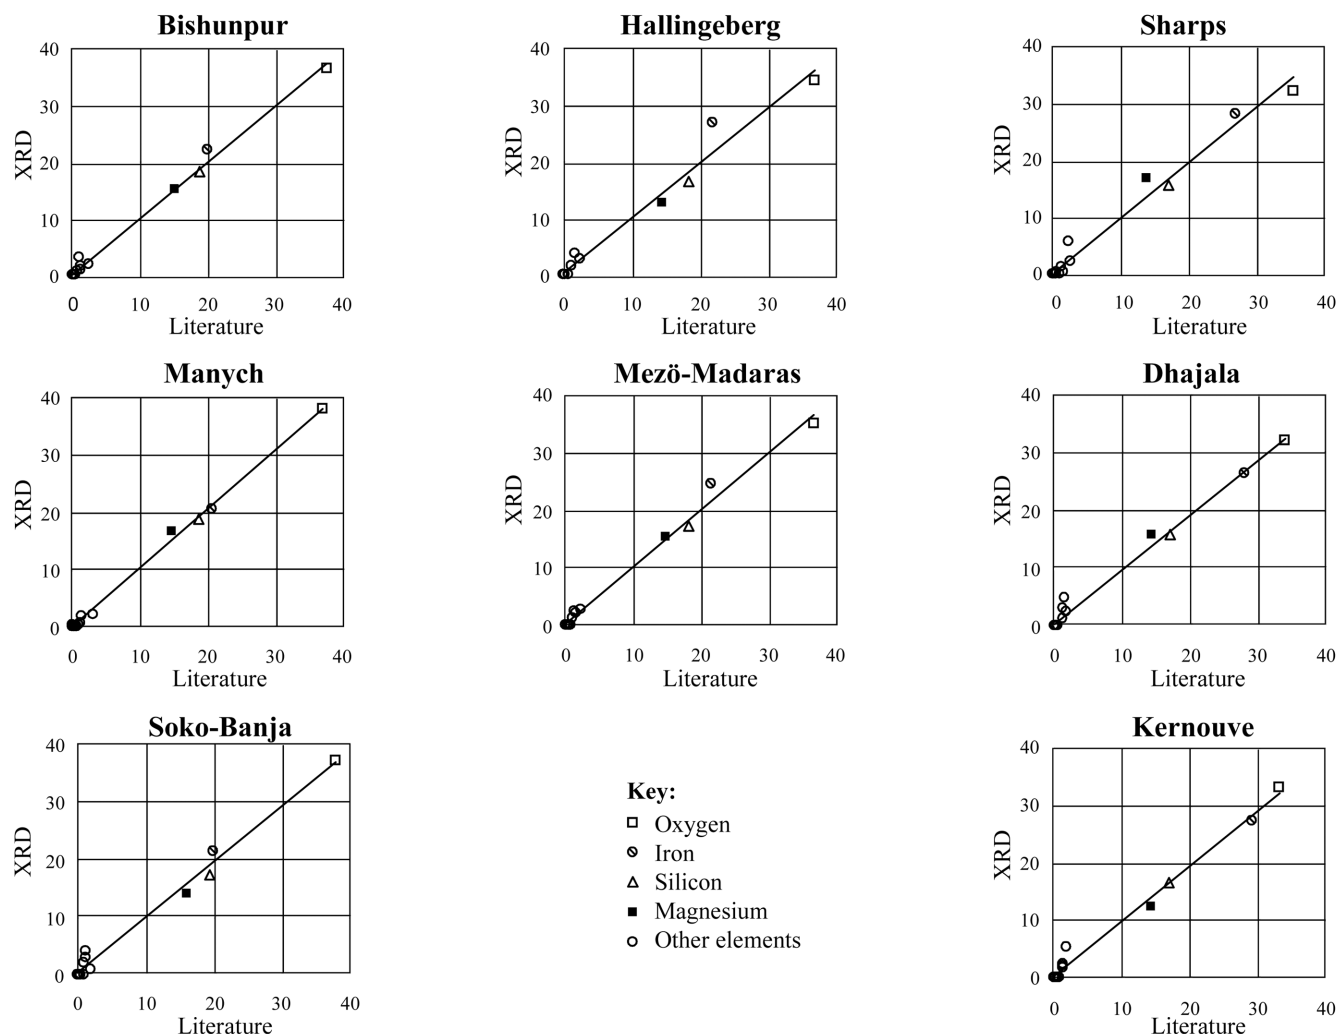 Bishunpur
40
30
20
10
0
XRD
0 10 20 30 40
Literature
Hallingeberg
40
30
20
10
0
XRD
0 10 20 30 40
Literature
Sharps
40
30
20
10
0
XRD
0 10 20 30 40
Literature
Manych
40
30
20
10
0
XRD
0 10 20 30 40
Literature
Mezö-Madaras
40
30
20
10
0
XRD
0 10 20 30 40
Literature
Dhajala
40
30
20
10
0
XRD
0 10 20 30 40
Literature
Soko-Banja
40
30
20
10
0
XRD
0 10 20 30 40
Literature
Key:
Oxygen
Iron
Silicon
Magnesium
Other elements
Kernouve
40
30
20
10
0
XRD
0 10 20 30 40
Literature